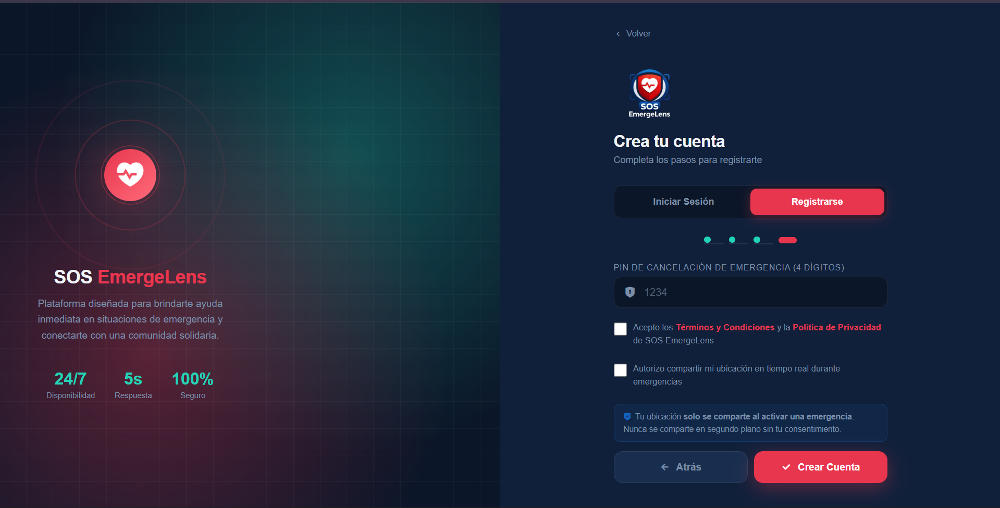 SOS EmergeLens
Plataforma diseñada para brindarte ayuda
inmediata en situaciones de emergencia y
conectarte con una comunidad solidaria.
24/7
Disponibilidad
5s
Respuesta
100%
Seguro
Volver
SOS
EmergeLens
Crea tu cuenta
Completa los pasos para registrarte
Iniciar Sesión
Registrarse
PIN DE CANCELACIÓN DE EMERGENCIA (4 DÍGITOS)
1234
Acepto los Términos y Condiciones y la Política de Privacidad
de SOS EmergeLens
Autorizo compartir mi ubicación en tiempo real durante
emergencias
Tu ubicación solo se comparte al activar una emergencia.
Nunca se comparte en segundo plano sin tu consentimiento.
Atrás
Crear Cuenta